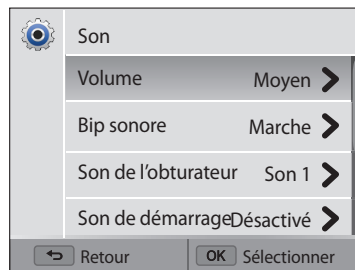 Son
Volume Moyen
Bip sonore Marche
Son de l'obturateur Son 1
Son de démarrage Désactivé
Retour OK Sélectionner